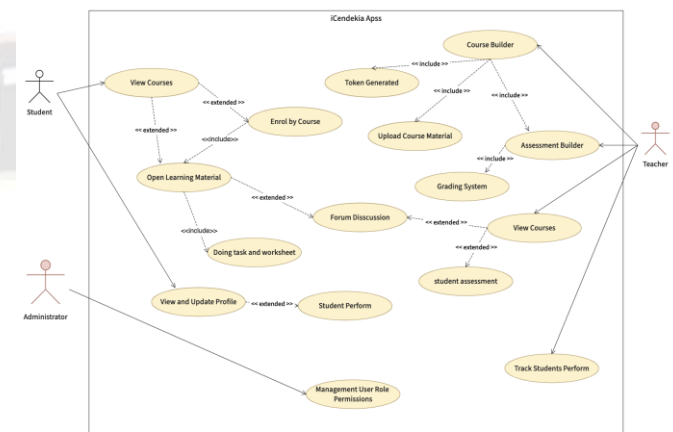 iCendekia Apss
Course Builder
<< include >>
View Courses
Token Generated
<< include >>
<< include >>
<< extended >>
Student
Enrol by Course
<< extended >>
Upload Course Material
<<include>>
Assessment Builder
<< include >>
Teacher
Open Learning Material
Grading System
<< extended >>
Forum Disscussion
<< extended >>
View Courses
<<include>>
<< extended >>
Doing task and worksheet
student assessment
View and Update Profile
<< extended >>
Student Perform
Administrator
Track Students Perform
Management User Role
Permissions